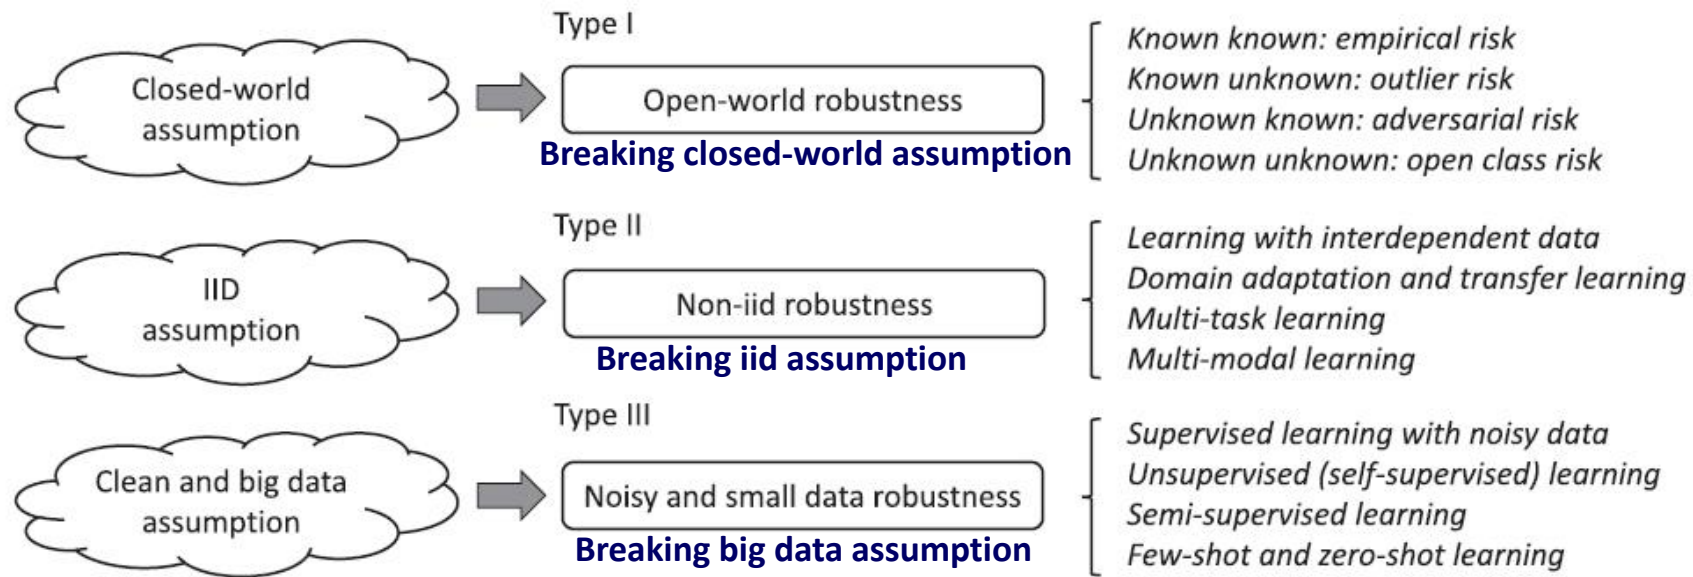 Closed-world
assumption
Type I
Open-world robustness
Breaking closed-world assumption
Known known: empirical risk
Known unknown: outlier risk
Unknown known: adversarial risk
Unknown unknown: open class risk
IID
assumption
Type II
Non-iid robustness
Breaking iid assumption
Learning with interdependent data
Domain adaptation and transfer learning
Multi-task learning
Multi-modal learning
Clean and big data
assumption
Type III
Noisy and small data robustness
Breaking big data assumption
Supervised learning with noisy data
Unsupervised (self-supervised) learning
Semi-supervised learning
Few-shot and zero-shot learning